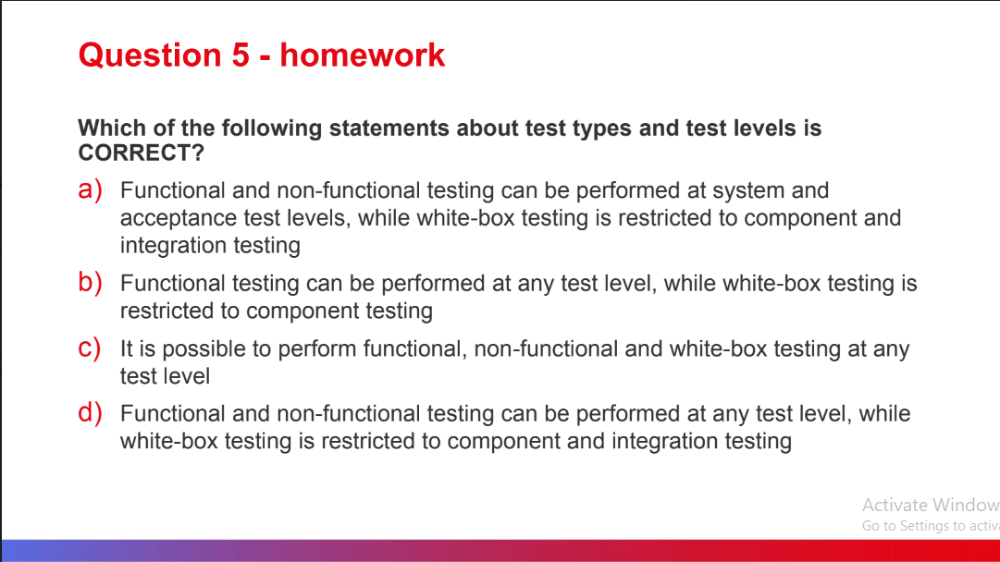 Question 5 - homework
Which of the following statements about test types and test levels is
CORRECT?
a) Functional and non-functional testing can be performed at system and
acceptance test levels, while white-box testing is restricted to component and
integration testing
b) Functional testing can be performed at any test level, while white-box testing is
restricted to component testing
c) It is possible to perform functional, non-functional and white-box testing at any
test level
d) Functional and non-functional testing can be performed at any test level, while
white-box testing is restricted to component and integration testing
Activate Window
Go to Settings to activa